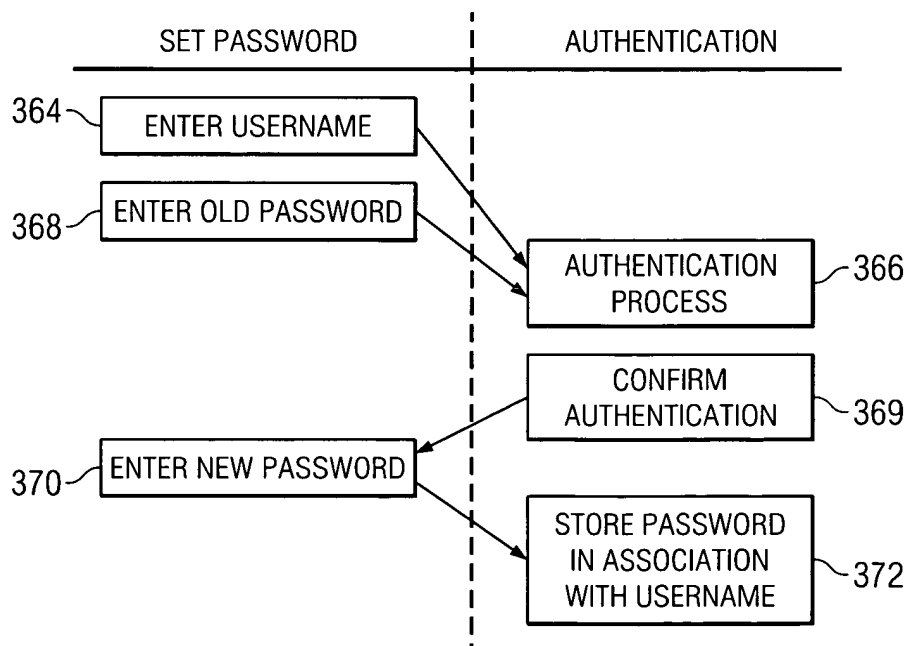 SET PASSWORD
AUTHENTICATION
364
ENTER USERNAME
368
ENTER OLD PASSWORD
AUTHENTICATION
PROCESS
366
CONFIRM
AUTHENTICATION
369
370
ENTER NEW PASSWORD
STORE PASSWORD
IN ASSOCIATION
WITH USERNAME
372